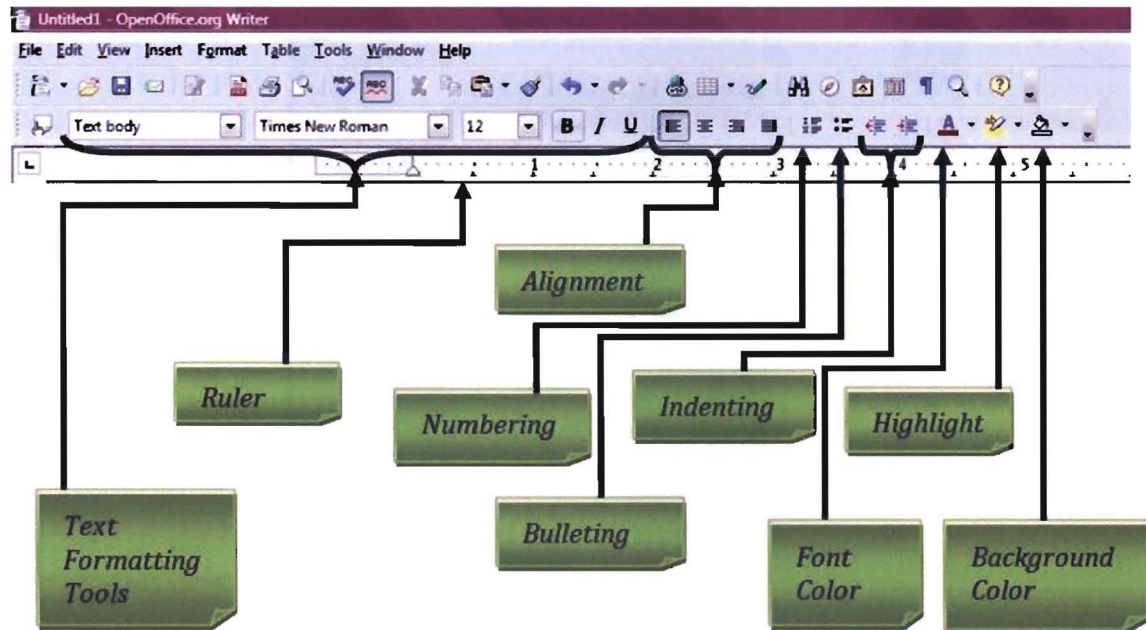 Untitled1 - OpenOffice.org Writer
File Edit View Insert Format Table Tools Window Help
Text body Times New Roman 12 B I U
1 2 3 4 5
Alignment
Ruler
Numbering
Indenting
Highlight
Text
Formatting
Tools
Bulleting
Font
Color
Background
Color